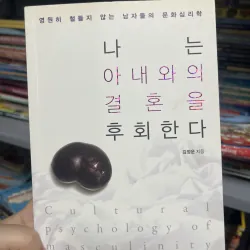 영원히 철들지 않는 남자들의 문화심리학
나는
아내와의
결혼을
후회한다
김정운 지음
Cultural
psychology of
masculinity